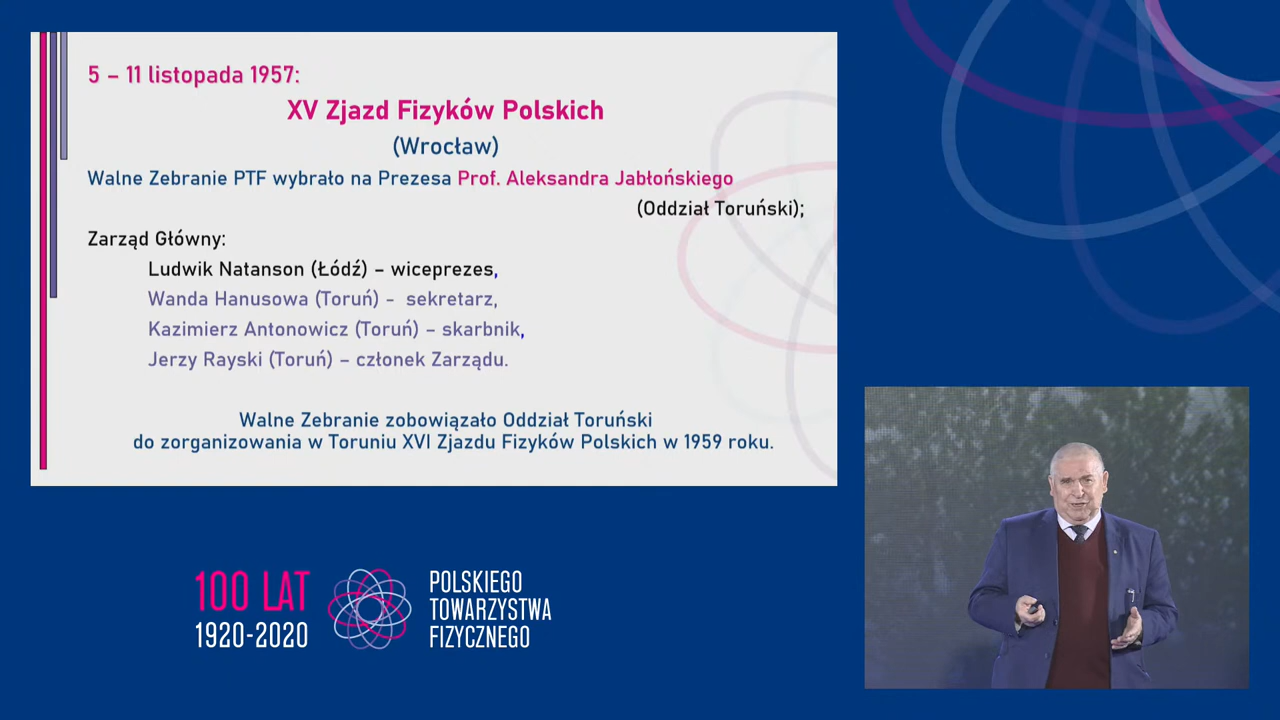 5 – 11 listopada 1957:
XV Zjazd Fizyków Polskich
(Wrocław)
Walne Zebranie PTF wybrało na Prezesa Prof. Aleksandra Jabłońskiego
(Oddział Toruński);
Zarząd Główny:
Ludwik Natanson (Łódź) – wiceprezes,
Wanda Hanusowa (Toruń) - sekretarz,
Kazimierz Antonowicz (Toruń) – skarbnik,
Jerzy Rayski (Toruń) – członek Zarządu.
Walne Zebranie zobowiązało Oddział Toruński
do zorganizowania w Toruniu XVI Zjazdu Fizyków Polskich w 1959 roku.
100 LAT
1920-2020
POLSKIEGO
TOWARZYSTWA
FIZYCZNEGO